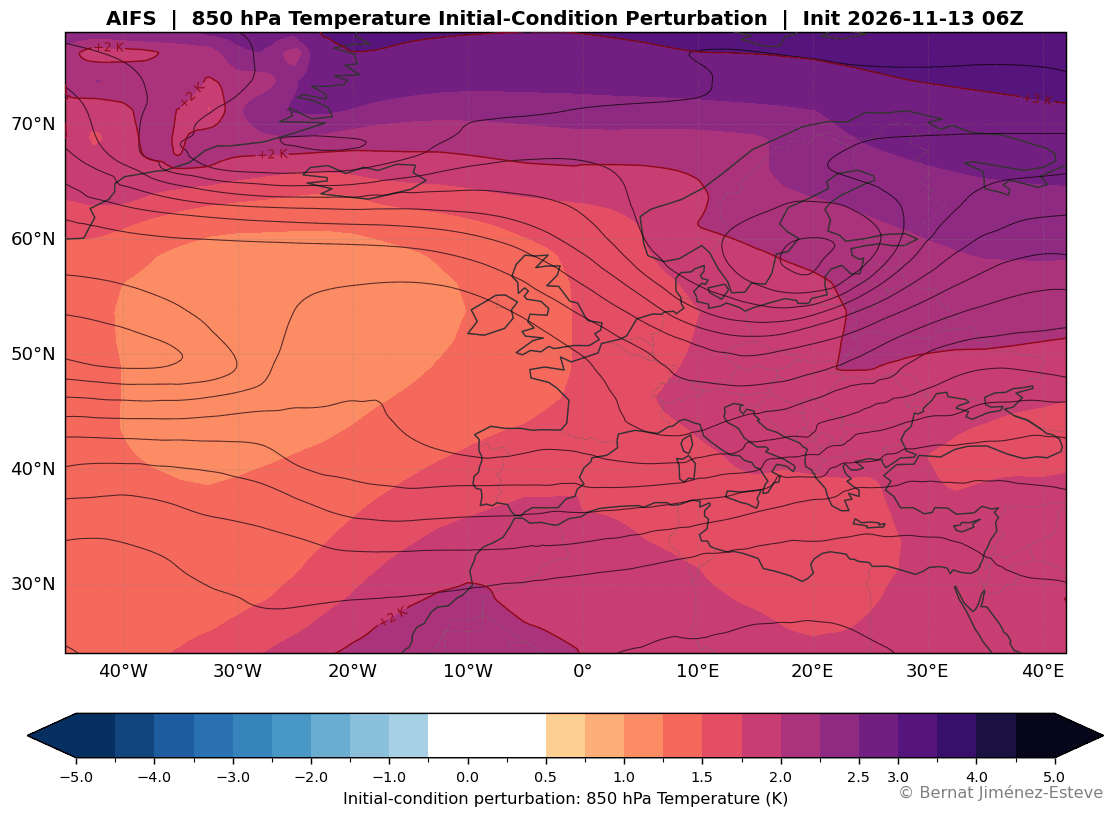 AIFS | 850 hPa Temperature Initial-Condition Perturbation | Init 2026-11-13 06Z
+2 K
+2 K
+3 K
+2 K
+2 K
70°N
60°N
50°N
40°N
30°N
40°W 30°W 20°W 10°W 0° 10°E 20°E 30°E 40°E
−5.0 −4.0 −3.0 −2.0 −1.0 0.0 0.5 1.0 1.5 2.0 2.5 3.0 4.0 5.0
Initial-condition perturbation: 850 hPa Temperature (K)
© Bernat Jiménez-Esteve